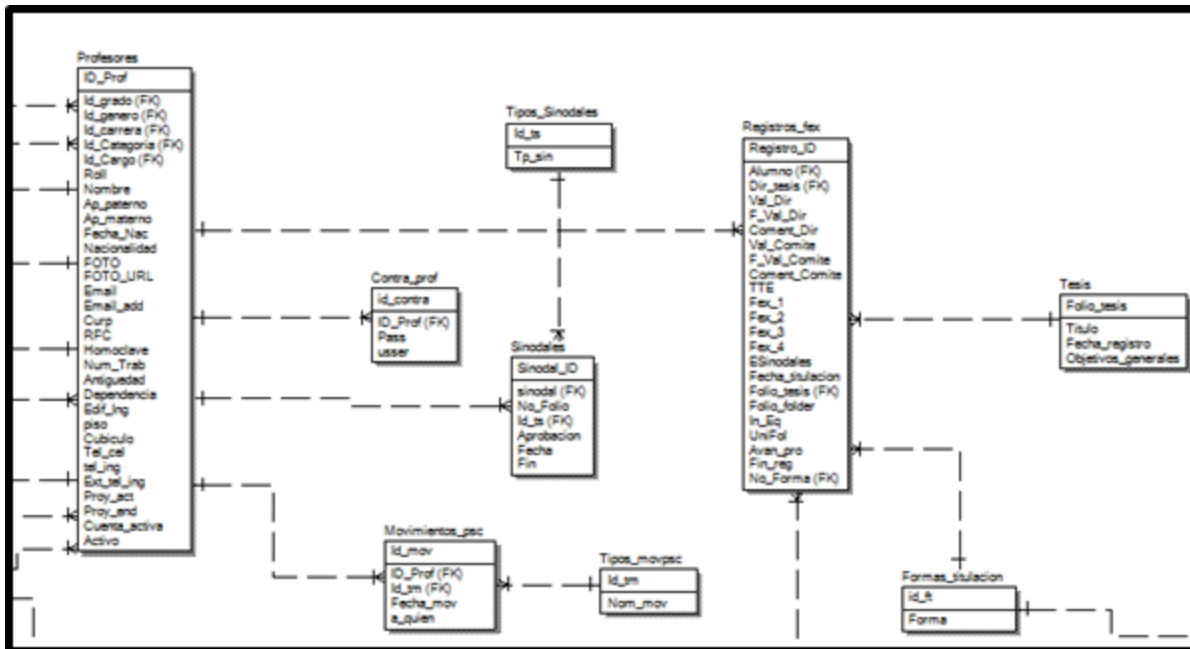 Profesores
ID_Prof
Id_grado (FK)
Id_genero (FK)
Id_carrera (FK)
Id_Categoria (FK)
Id_Cargo (FK)
Roll
Nombre
Ap_paterno
Ap_materno
Fecha_Nac
Nacionalidad
FOTO
FOTO_URL
Email
Email_add
Curp
RFC
Homoclave
Num_Trab
Antiguedad
Dependencia
Edif_Ing
piso
Cubiculo
Tel_cel
tel_ing
Ext_tel_ing
Proy_act
Proy_and
Cuenta_activa
Activo
Contra_prof
id_contra
ID_Prof (FK)
Pass
usser
Movimientos_psc
Id_mov
ID_Prof (FK)
Id_tm (FK)
Fecha_mov
a_quien
Tipos_Sinodales
Id_ts
Tp_sin
Sinodales
Sinodal_ID
sinodal (FK)
No_Folio
Id_ts (FK)
Aprobacion
Fecha
Fin
Tipos_movpsc
Id_tm
Nom_mov
Registros_fex
Registro_ID
Alumno (FK)
Dir_tesis (FK)
Val_Dir
F_Val_Dir
Coment_Dir
Val_Comite
F_Val_Comite
Coment_Comite
TTE
Fex_1
Fex_2
Fex_3
Fex_4
ESinodales
Fecha_titulacion
Folio_tesis (FK)
Folio_folder
In_Eq
UniFol
Avan_pro
Fin_reg
No_Forma (FK)
Tesis
Folio_tesis
Titulo
Fecha_registro
Objetivos_generales
Formas_titulacion
id_ft
Forma